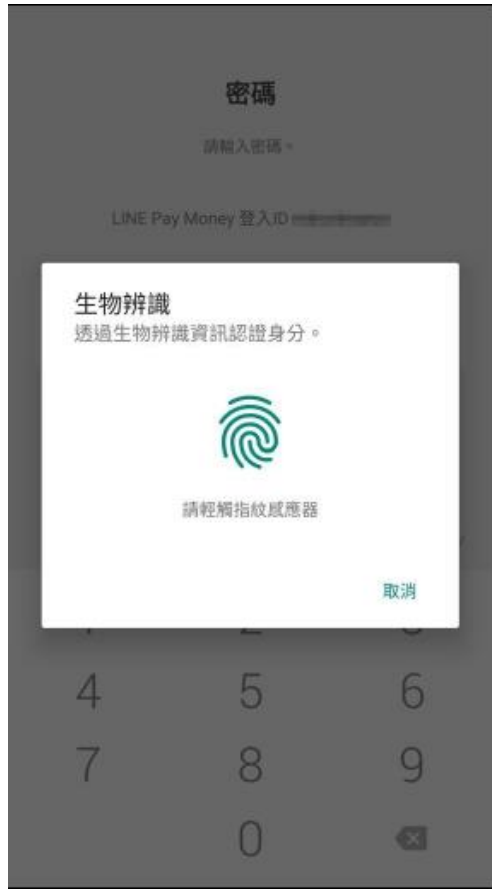 密碼
請輸入密碼。
LINE Pay Money 登入ID
生物辨識
透過生物辨識資訊認證身分。
請輕觸指紋感應器
取消
4 5 6
7 8 9
0